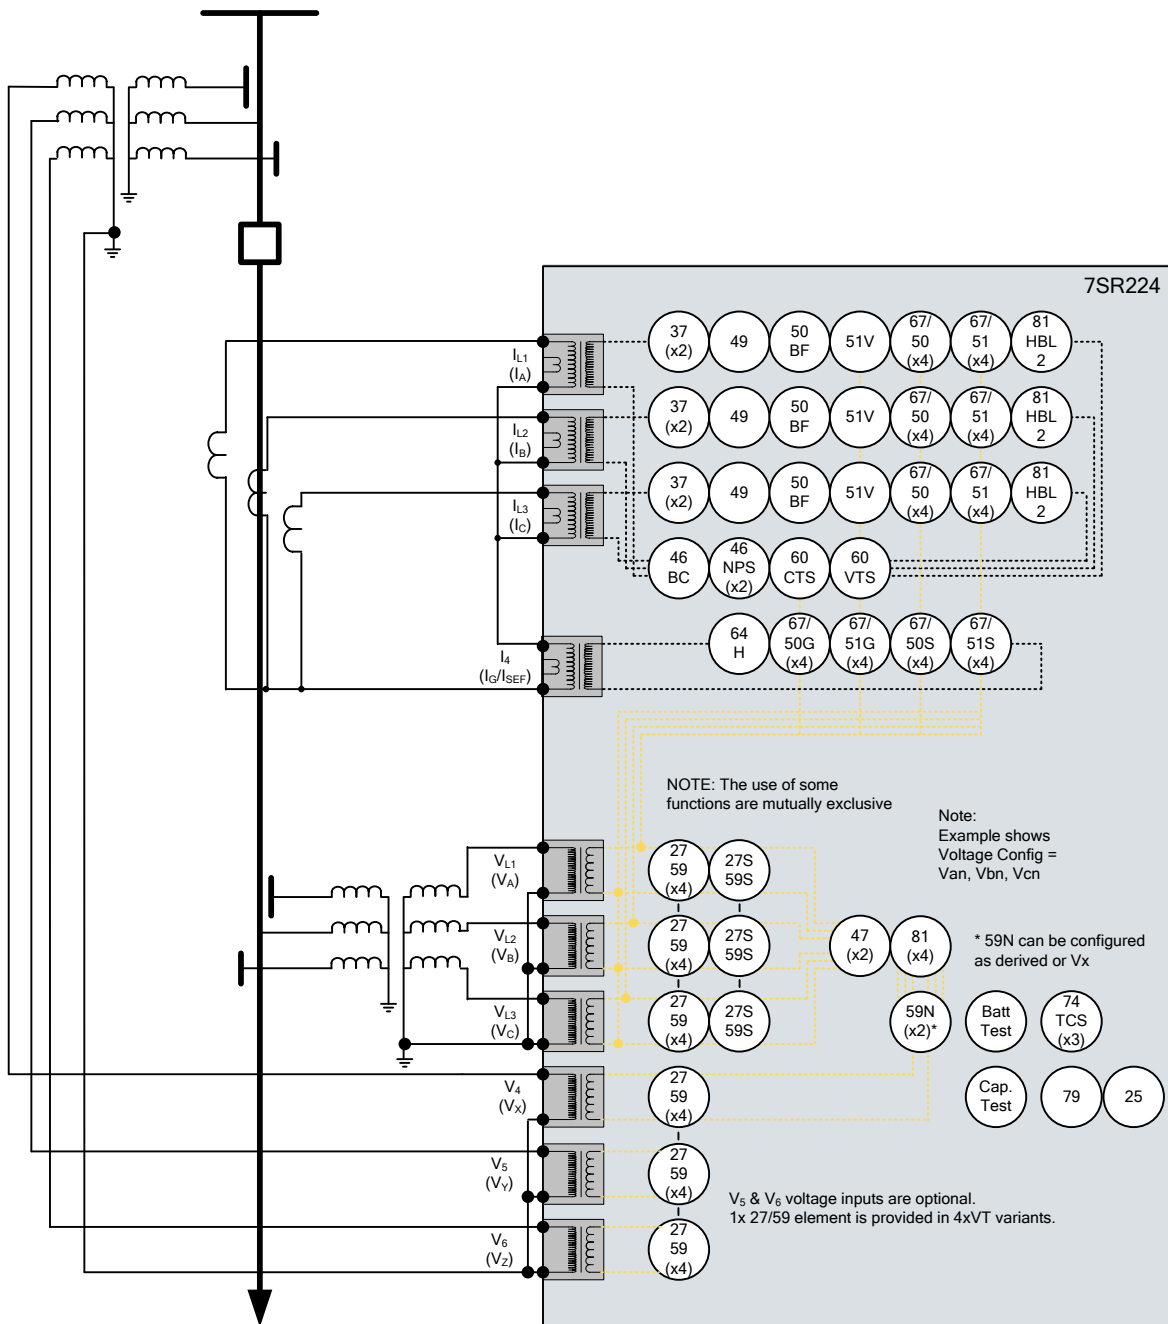 7SR224
IL1
(IA)
37
(x2)
49
50
BF
51V
67/
50
(x4)
67/
51
(x4)
81
HBL
2
IL2
(IB)
37
(x2)
49
50
BF
51V
67/
50
(x4)
67/
51
(x4)
81
HBL
2
IL3
(IC)
37
(x2)
49
50
BF
51V
67/
50
(x4)
67/
51
(x4)
81
HBL
2
46
BC
46
NPS
(x2)
60
CTS
60
VTS
I4
(IG/ISEF)
64
H
67/
50G
(x4)
67/
51G
(x4)
67/
50S
(x4)
67/
51S
(x4)
NOTE: The use of some
functions are mutually exclusive
Note:
Example shows
Voltage Config =
Van, Vbn, Vcn
VL1
(VA)
27
59
(x4)
27S
59S
VL2
(VB)
27
59
(x4)
27S
59S
47
(x2)
81
(x4)
* 59N can be configured
as derived or Vx
VL3
(VC)
27
59
(x4)
27S
59S
59N
(x2)*
Batt
Test
74
TCS
(x3)
V4
(VX)
27
59
(x4)
Cap.
Test
79
25
V5
(VY)
27
59
(x4)
V5 & V6 voltage inputs are optional.
1x 27/59 element is provided in 4xVT variants.
V6
(VZ)
27
59
(x4)